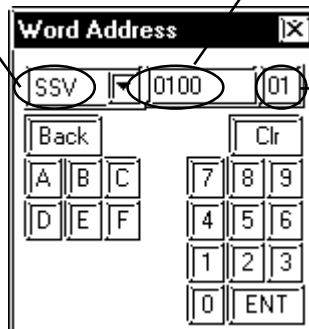 Word Address X
SSV 0100 01
Back Clr
A B C 7 8 9
D E F 4 5 6
1 2 3
0 ENT